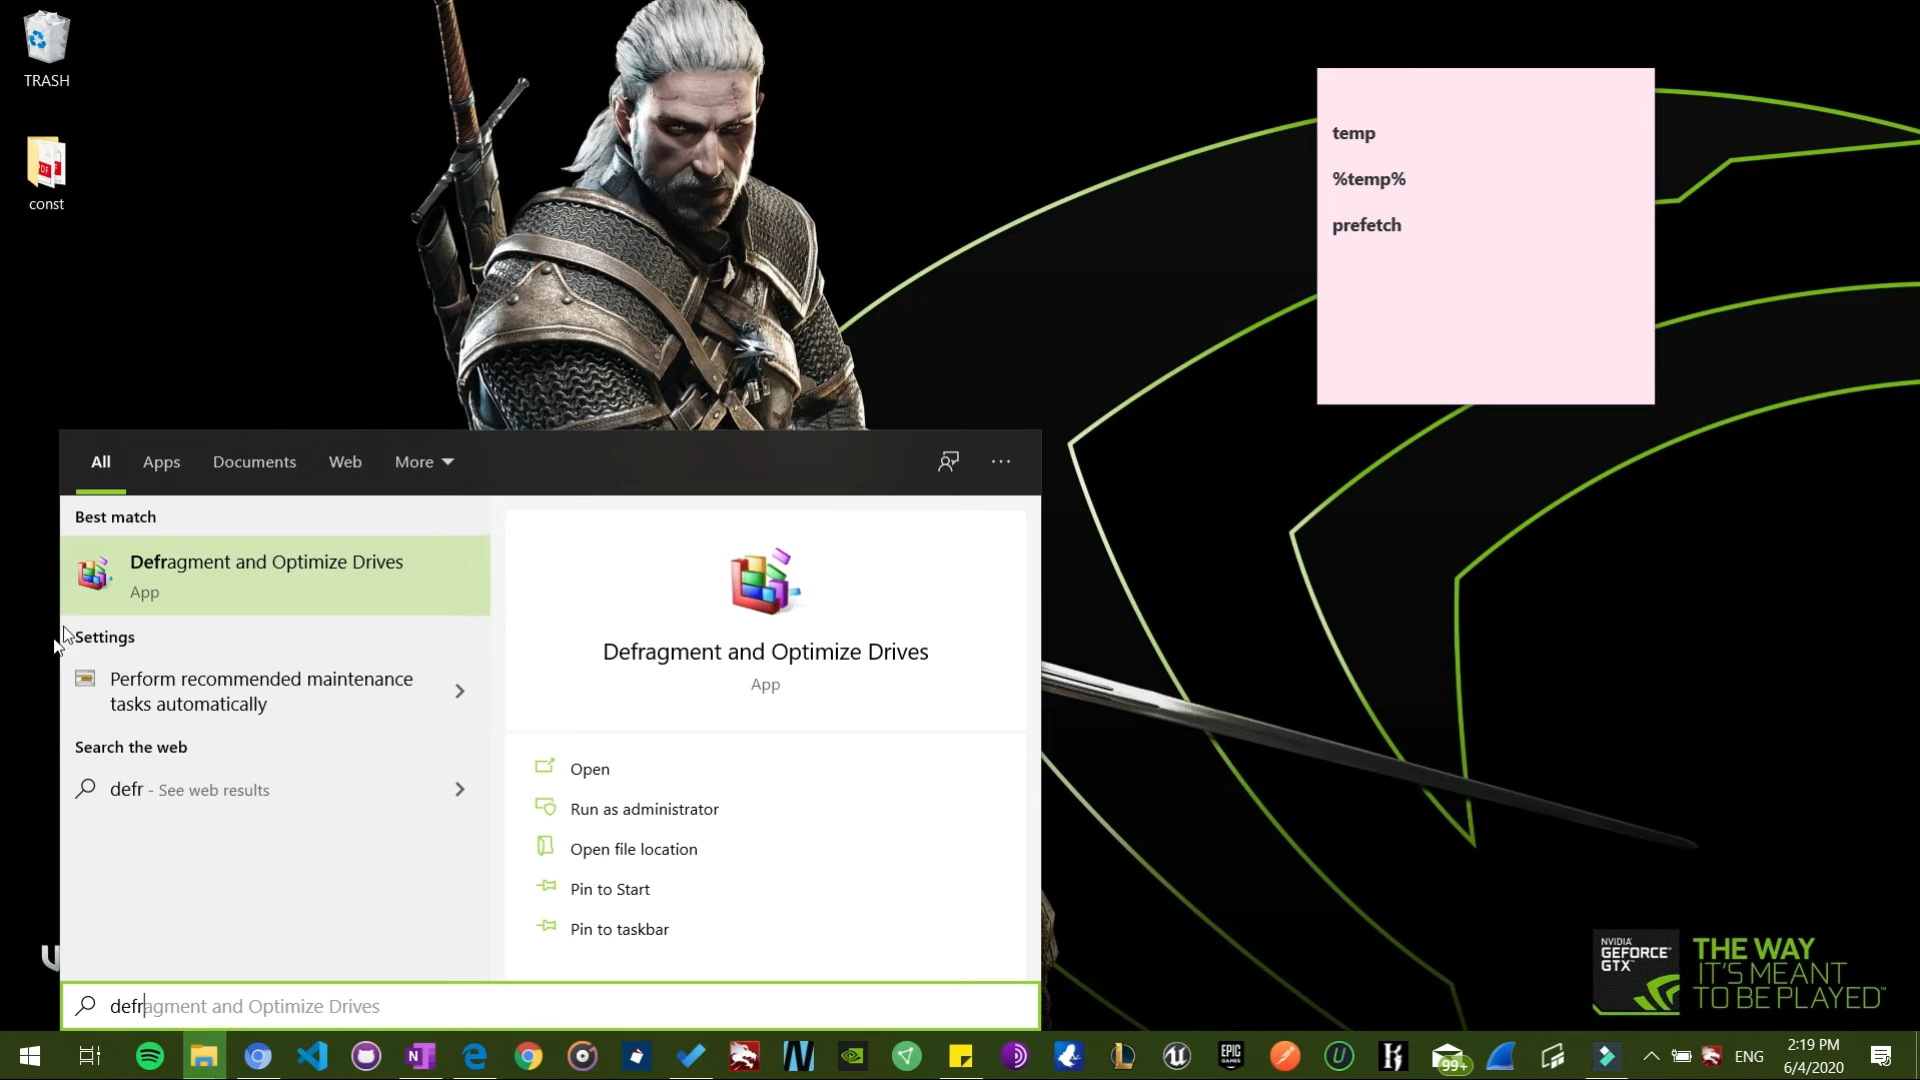 TRASH
const
temp
%temp%
prefetch
All
Apps
Documents
Web
More
Best match
Defragment and Optimize Drives
App
Settings
Perform recommended maintenance
tasks automatically
Search the web
defr - See web results
Defragment and Optimize Drives
App
Open
Run as administrator
Open file location
Pin to Start
Pin to taskbar
defragment and Optimize Drives
NVIDIA
GEFORCE
GTX
THE WAY
IT'S MEANT
TO BE PLAYED™
EPIC
GAMES
99+
ENG
2:19 PM
6/4/2020